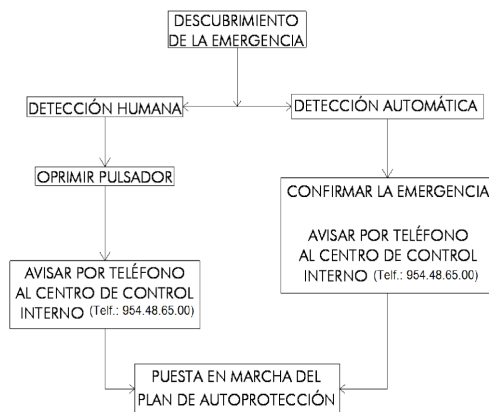 DESCUBRIMIENTO
DE LA EMERGENCIA
DETECCIÓN HUMANA
DETECCIÓN AUTOMÁTICA
OPRIMIR PULSADOR
CONFIRMAR LA EMERGENCIA
AVISAR POR TELÉFONO
AL CENTRO DE CONTROL
INTERNO (Telf.: 954.48.65.00)
AVISAR POR TELÉFONO
AL CENTRO DE CONTROL
INTERNO (Telf.: 954.48.65.00)
PUESTA EN MARCHA DEL
PLAN DE AUTOPROTECCIÓN